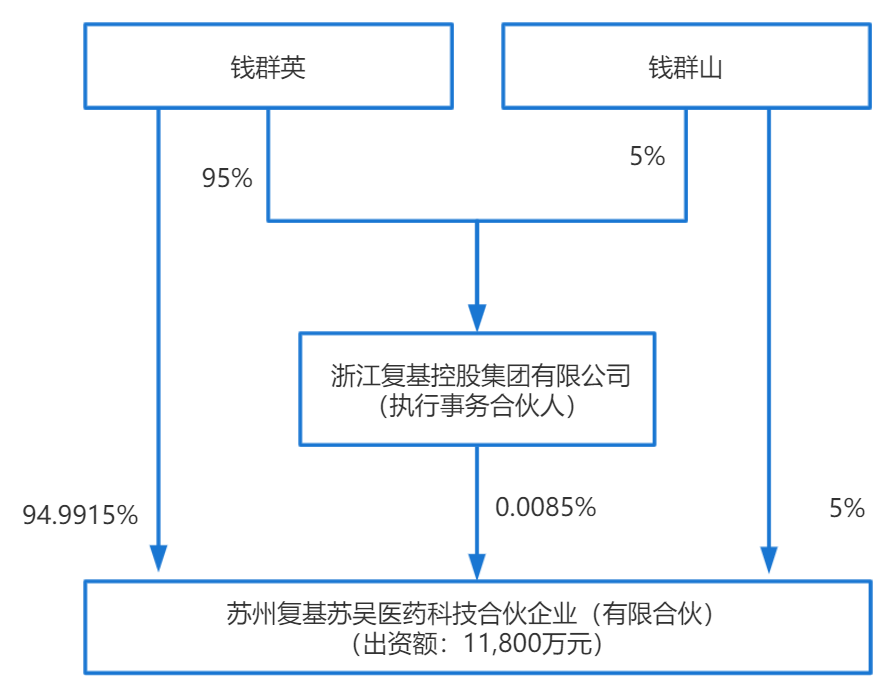 钱群英
钱群山
95%
5%
浙江复基控股集团有限公司
（执行事务合伙人）
94.9915%
0.0085%
5%
苏州复基苏吴医药科技合伙企业（有限合伙）
（出资额：11,800万元）